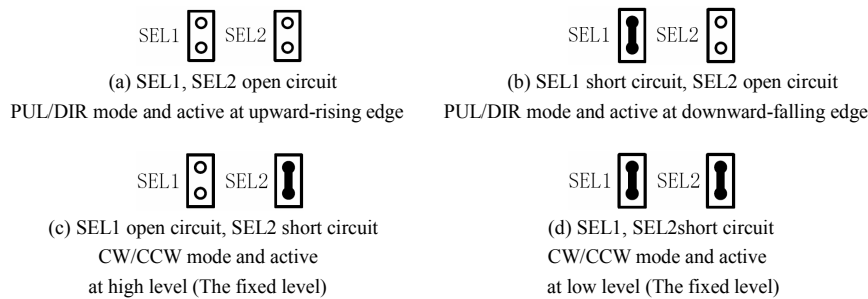 SEL1 SEL2
(a) SEL1, SEL2 open circuit
PUL/DIR mode and active at upward-rising edge
SEL1 SEL2
(b) SEL1 short circuit, SEL2 open circuit
PUL/DIR mode and active at downward-falling edge
SEL1 SEL2
(c) SEL1 open circuit, SEL2 short circuit
CW/CCW mode and active
at high level (The fixed level)
SEL1 SEL2
(d) SEL1, SEL2short circuit
CW/CCW mode and active
at low level (The fixed level)